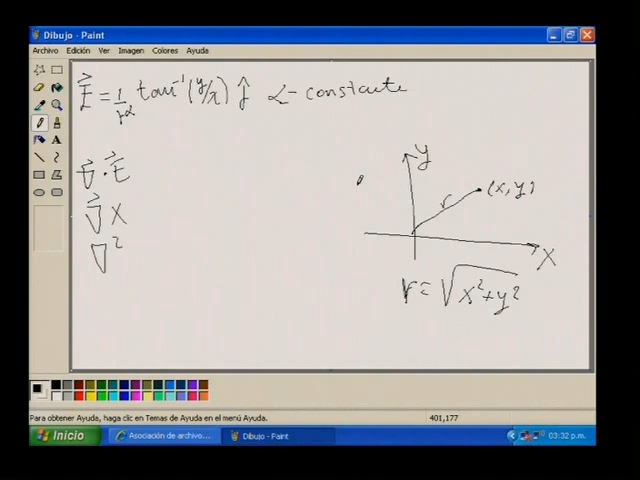 Dibujo - Paint
Archivo Edición Ver Imagen Colores Ayuda
E⃗ = 1/r^α tan⁻¹(y/x) ĵ α - constante
∇⃗ · E⃗
∇⃗ X
∇²
y
r
(x, y)
X
r = √(x² + y²)
Para obtener Ayuda, haga clic en Temas de Ayuda en el menú Ayuda. 401,177
Inicio Asociación de archivo... Dibujo - Paint 03:32 p.m.